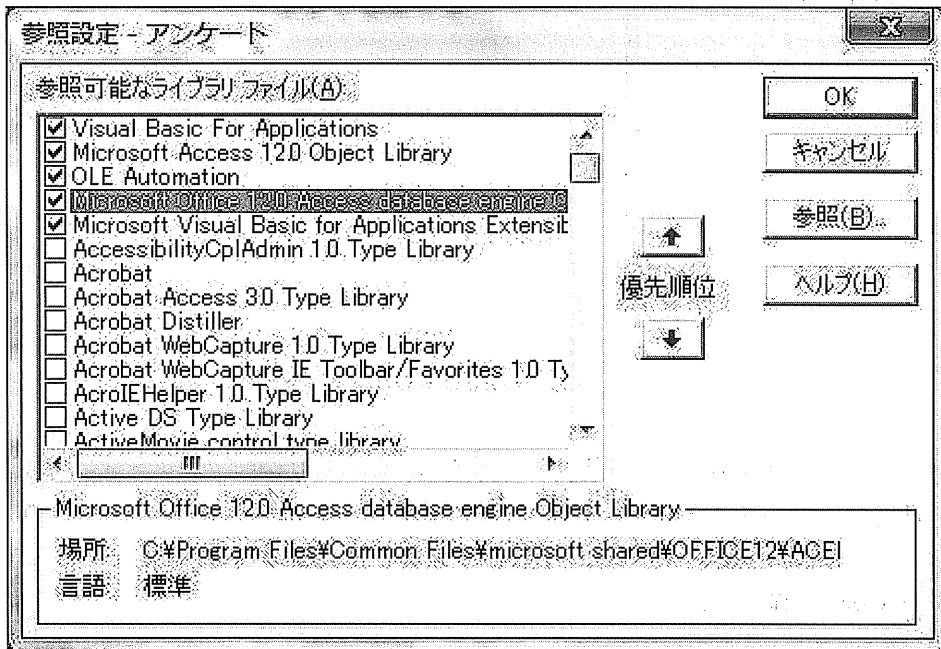 参照設定 - アンケート
参照可能なライブラリ ファイル(A):
Visual Basic For Applications
Microsoft Access 12.0 Object Library
OLE Automation
Microsoft Office 12.0 Access database engine O
Microsoft Visual Basic for Applications Extensib
AccessibilityCplAdmin 1.0 Type Library
Acrobat
Acrobat Access 3.0 Type Library
Acrobat Distiller
Acrobat WebCapture 1.0 Type Library
Acrobat WebCapture IE Toolbar/Favorites 1.0 Ty
AcroIEHelper 1.0 Type Library
Active DS Type Library
ActiveMovie control type library
優先順位
OK
キャンセル
参照(B)...
ヘルプ(H)
Microsoft Office 12.0 Access database engine Object Library
場所: C:¥Program Files¥Common Files¥microsoft shared¥OFFICE12¥ACEI
言語: 標準